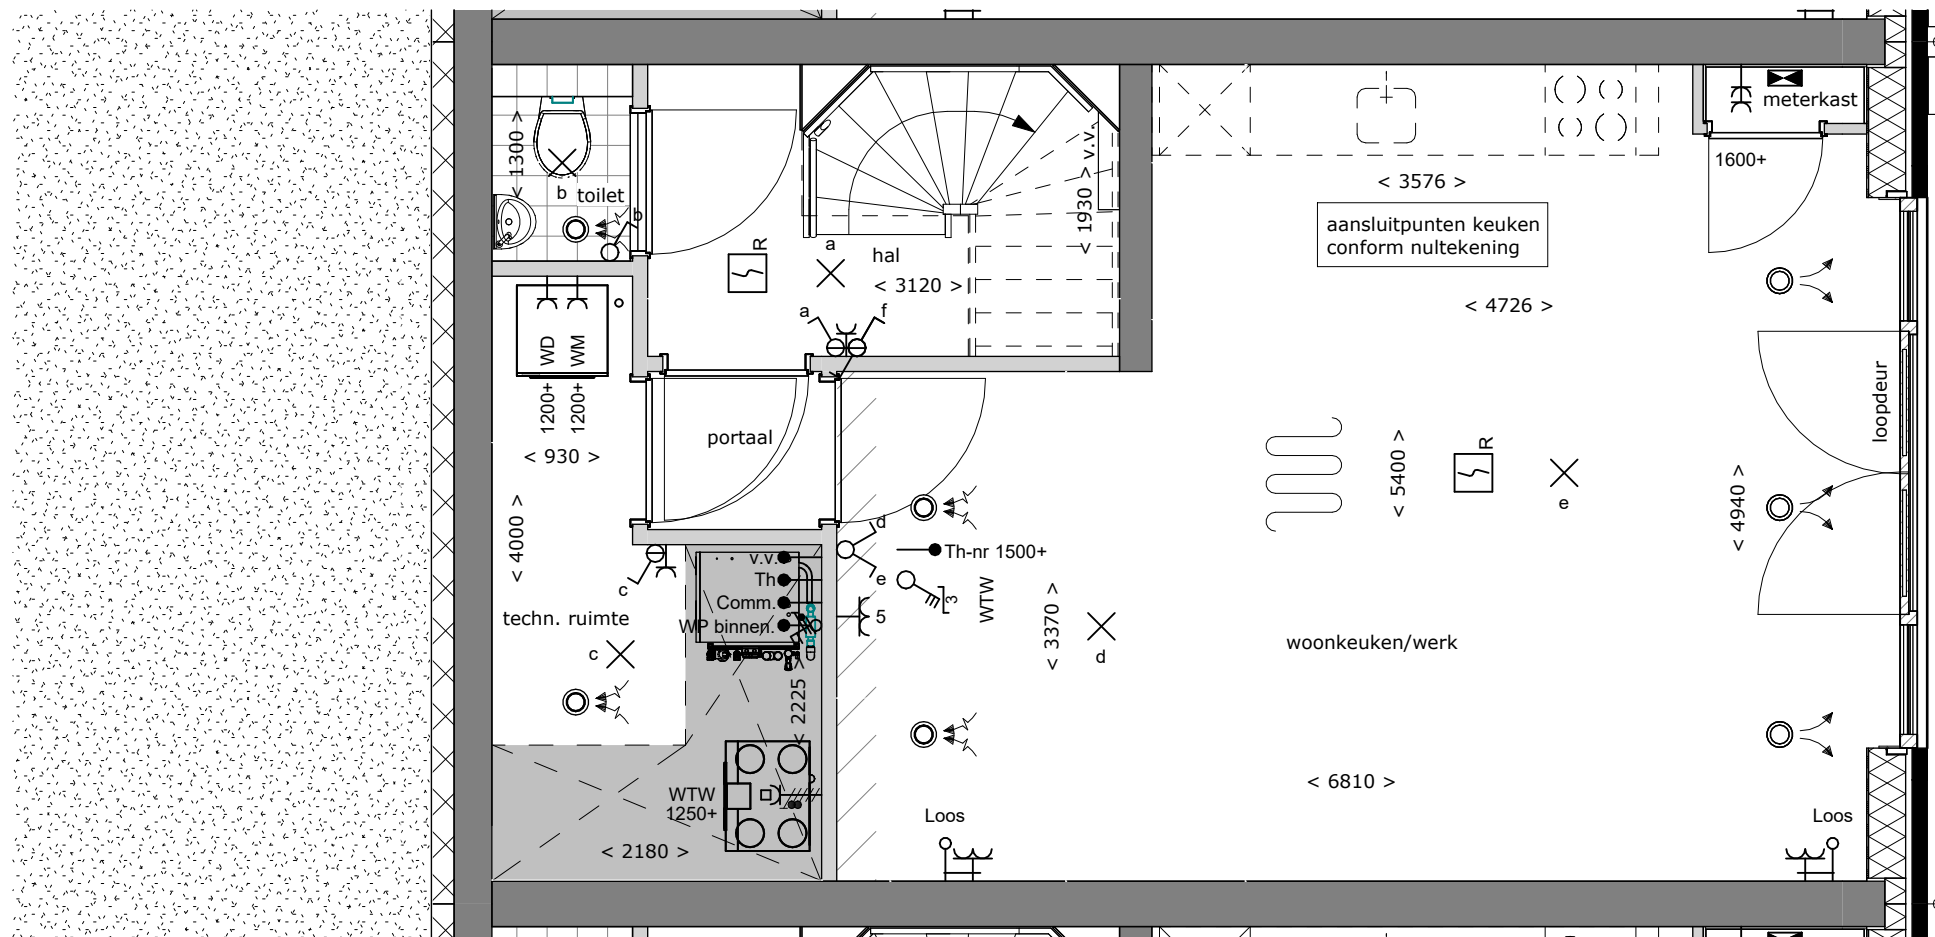 meterkast
1600+
< 1300 >
b
toilet
b
R
a
hal
< 3120 >
< 1930 > v.v.
< 3576 >
aansluitpunten keuken
conform nultekening
< 4726 >
a
f
WD
WM
1200+
1200+
< 930 >
portaal
< 4000 >
< 5400 >
R
e
< 4940 >
loopdeur
d
e
Th-nr 1500+
3
WTW
5
v.v.
Th
Comm.
WP binnen.
c
techn. ruimte
c
< 3370 >
d
woonkeuken/werk
< 2225 >
WTW
1250+
< 2180 >
< 6810 >
Loos
Loos